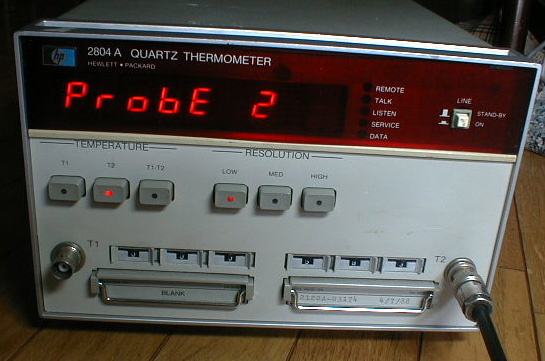 hp
2804 A QUARTZ THERMOMETER
HEWLETT • PACKARD
ProbE 2
REMOTE
TALK
LISTEN
SERVICE
DATA
LINE
STAND-BY
ON
TEMPERATURE
T1
T2
T1-T2
RESOLUTION
LOW
MED
HIGH
T1
T2
BLANK